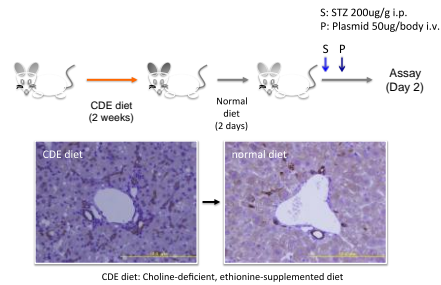 S: STZ 200ug/g i.p.
P: Plasmid 50ug/body i.v.
S P
CDE diet
(2 weeks)
Normal
diet
(2 days)
Assay
(Day 2)
CDE diet
normal diet
CDE diet: Choline-deficient, ethionine-supplemented diet